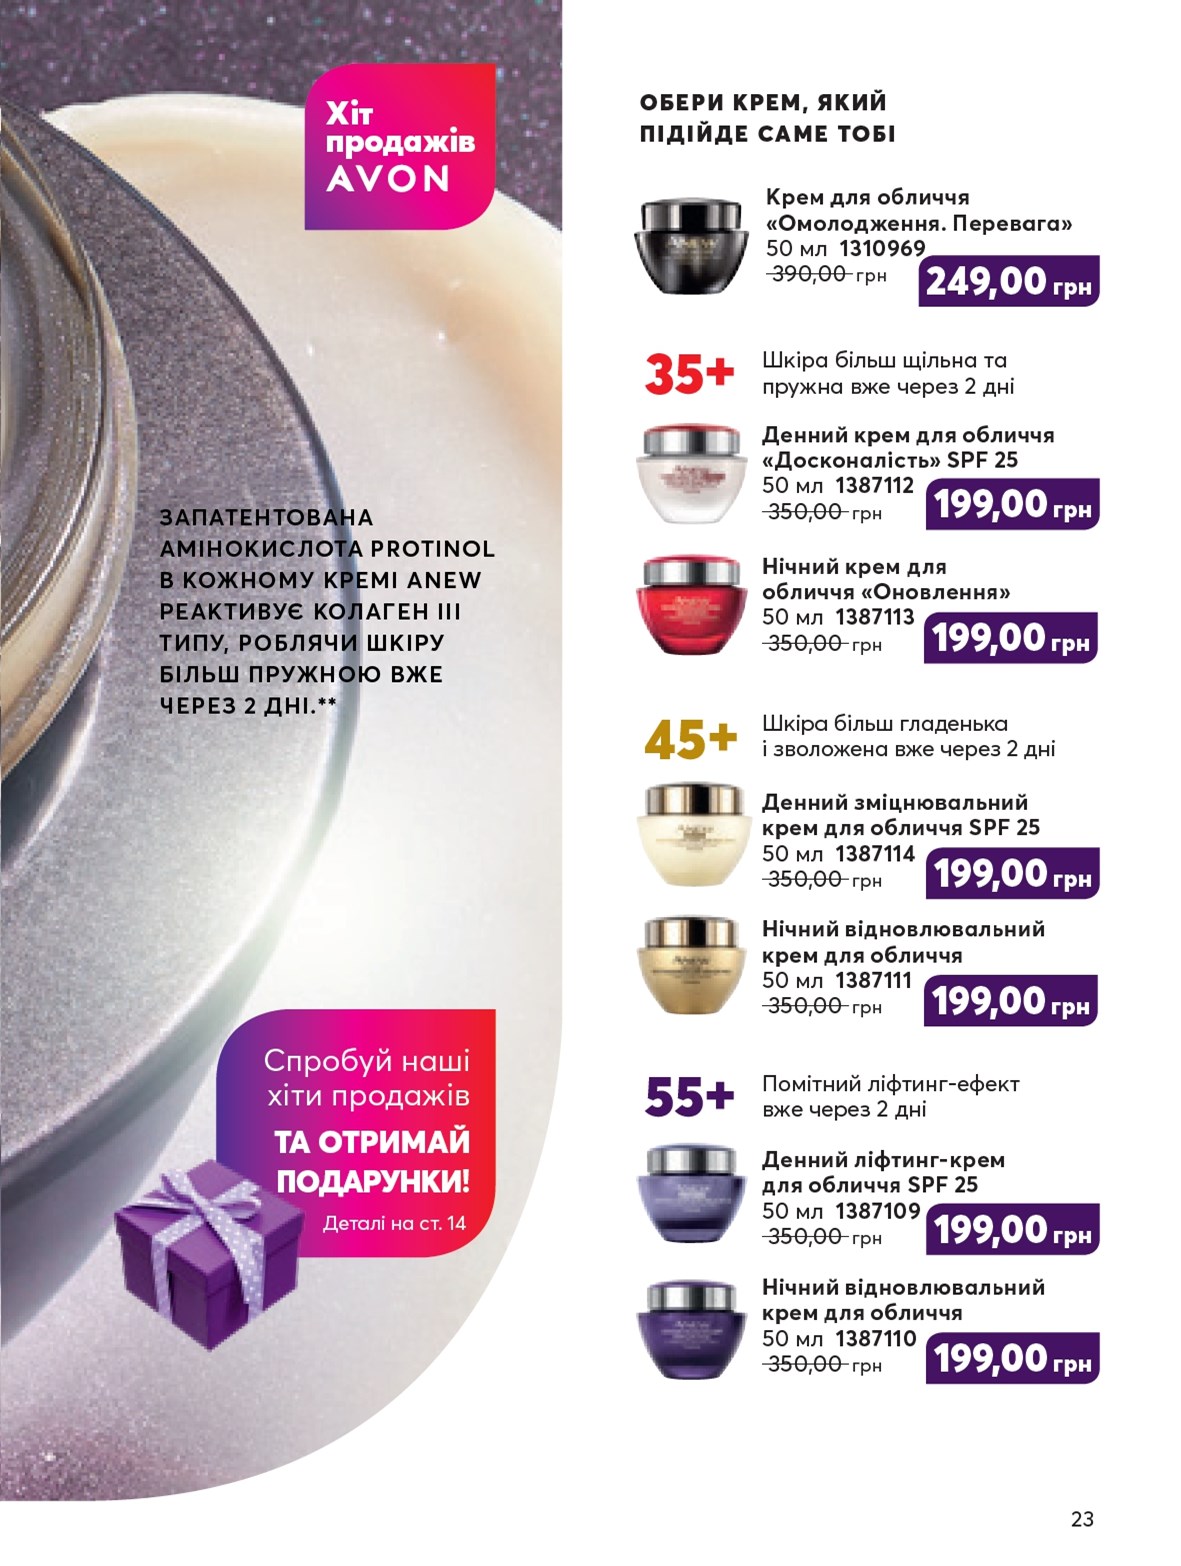 Хіт
продажів
AVON
ЗАПАТЕНТОВАНА
АМІНОКИСЛОТА PROTINOL
В КОЖНОМУ КРЕМІ ANEW
РЕАКТИВУЄ КОЛАГЕН III
ТИПУ, РОБЛЯЧИ ШКІРУ
БІЛЬШ ПРУЖНОЮ ВЖЕ
ЧЕРЕЗ 2 ДНІ.**
Спробуй наші
хіти продажів
ТА ОТРИМАЙ
ПОДАРУНКИ!
Деталі на ст. 14
ОБЕРИ КРЕМ, ЯКИЙ
ПІДІЙДЕ САМЕ ТОБІ
ANEW
Крем для обличчя
«Омолодження. Перевага»
50 мл 1310969
390,00 грн 249,00 грн
35+
Шкіра більш щільна та
пружна вже через 2 дні
ANEW
Денний крем для обличчя
«Досконалість» SPF 25
50 мл 1387112
350,00 грн 199,00 грн
ANEW
Нічний крем для
обличчя «Оновлення»
50 мл 1387113
350,00 грн 199,00 грн
45+
Шкіра більш гладенька
і зволожена вже через 2 дні
ANEW
Денний зміцнювальний
крем для обличчя SPF 25
50 мл 1387114
350,00 грн 199,00 грн
ANEW
Нічний відновлювальний
крем для обличчя
50 мл 1387111
350,00 грн 199,00 грн
55+
Помітний ліфтинг-ефект
вже через 2 дні
Денний ліфтинг-крем
для обличчя SPF 25
50 мл 1387109
350,00 грн 199,00 грн
ANEW
Нічний відновлювальний
крем для обличчя
50 мл 1387110
350,00 грн 199,00 грн
23